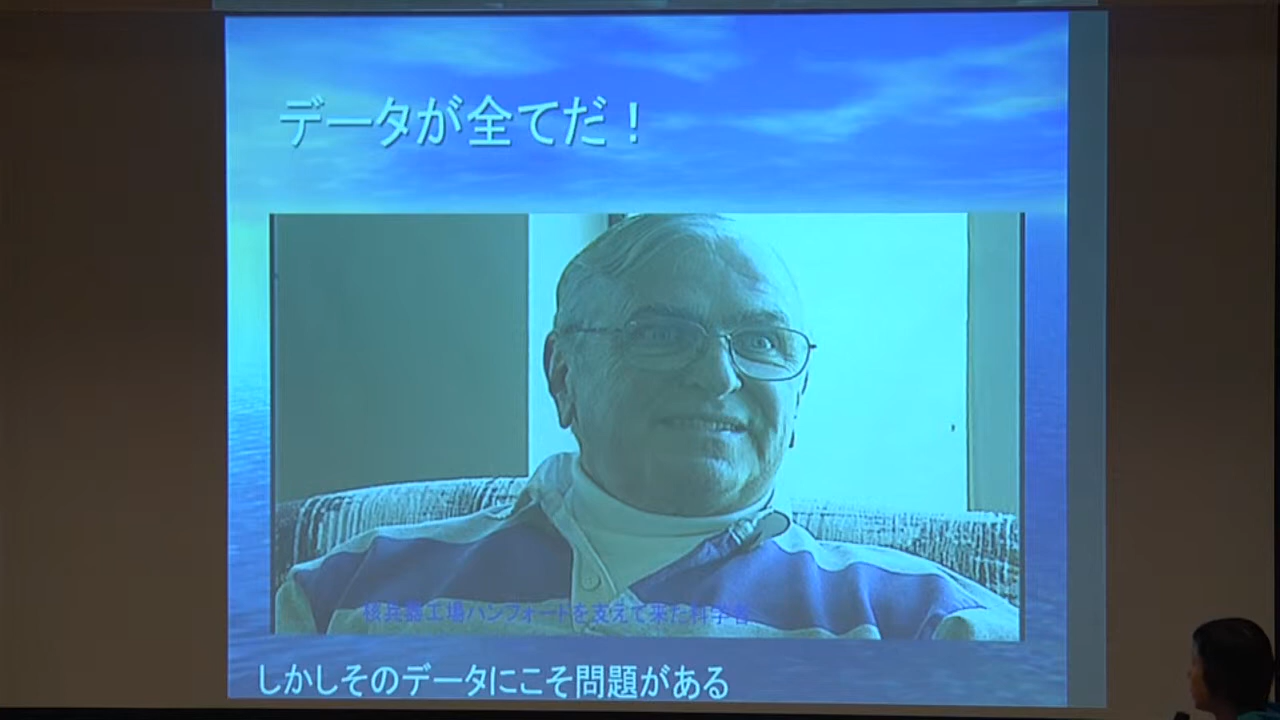 データが全てだ！
核兵器工場ハンフォードを支えて来た科学者
しかしそのデータにこそ問題がある